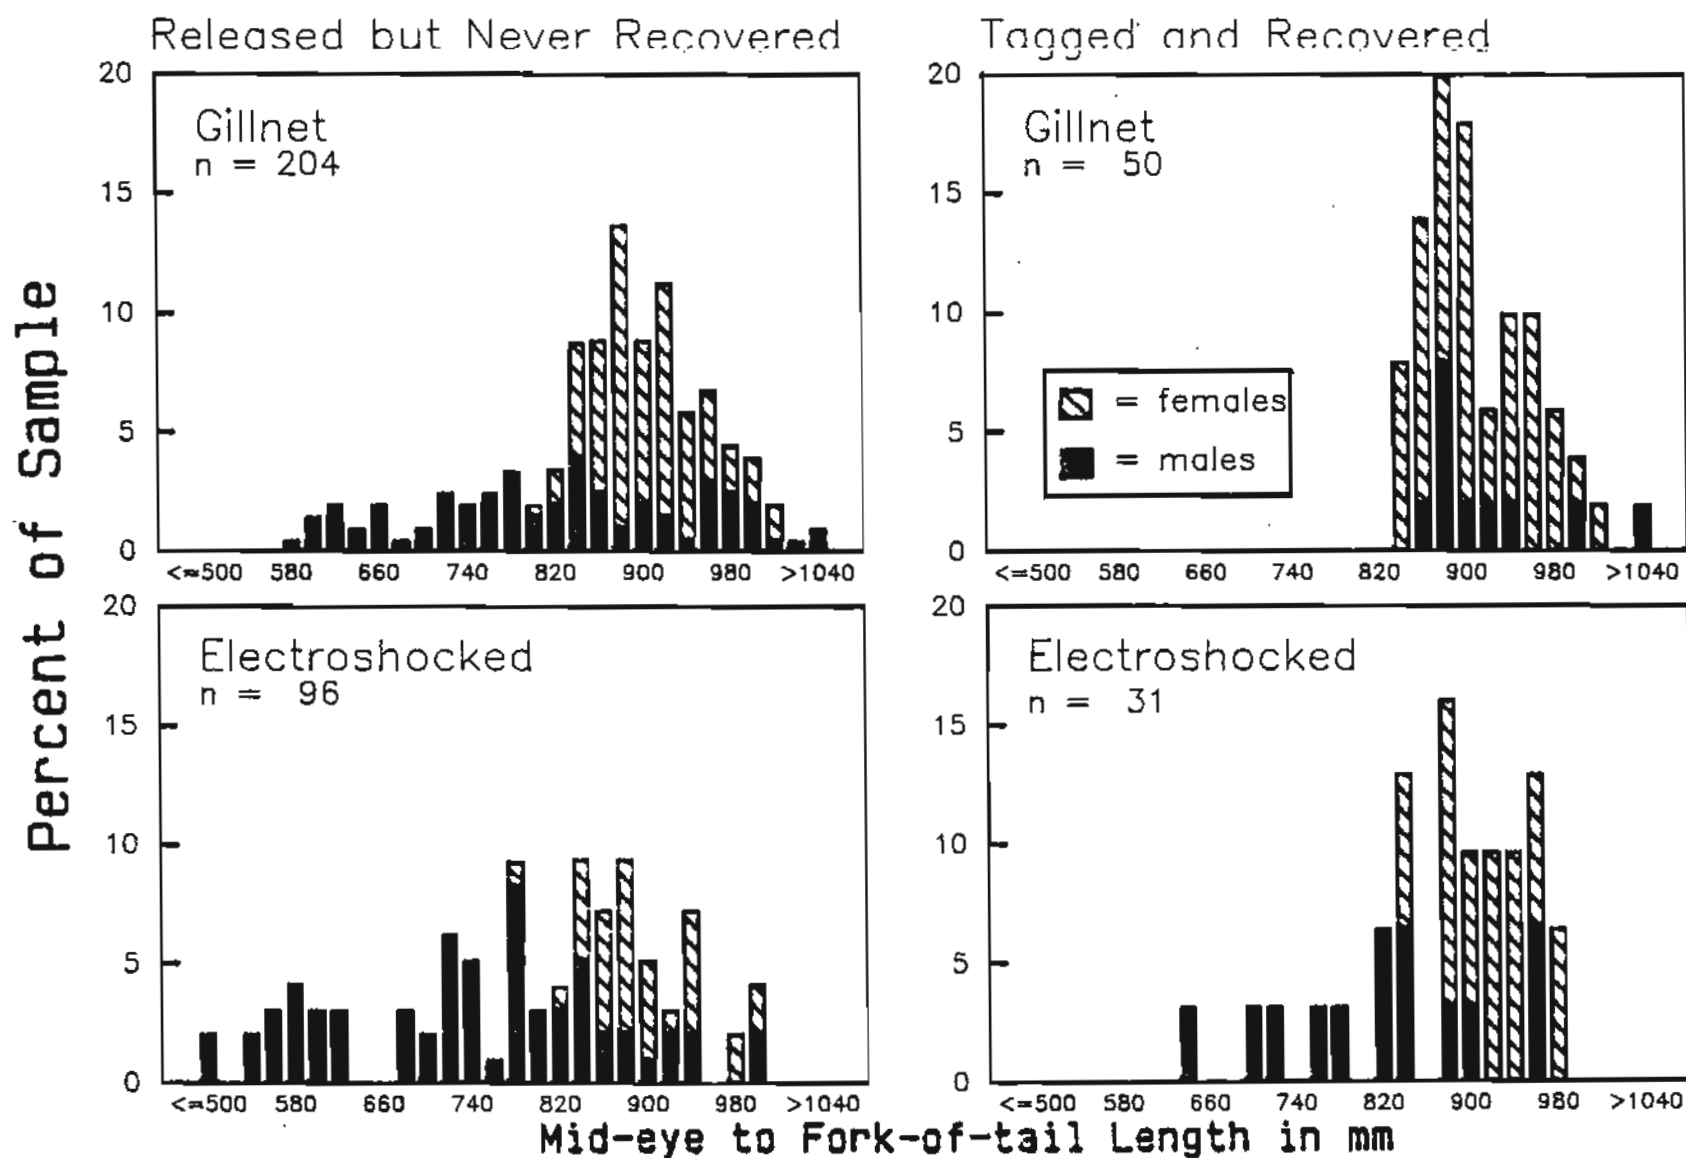 Released but Never Recovered
Tagged and Recovered
Percent of Sample
20
15
10
5
0
Gillnet
n = 204
<=500 580 660 740 820 900 980 >1040
20
15
10
5
0
Gillnet
n = 50
= females
= males
<=500 580 660 740 820 900 980 >1040
20
15
10
5
0
Electroshocked
n = 96
<=500 580 660 740 820 900 980 >1040
20
15
10
5
0
Electroshocked
n = 31
<=500 580 660 740 820 900 980 >1040
Mid-eye to Fork-of-tail Length in mm